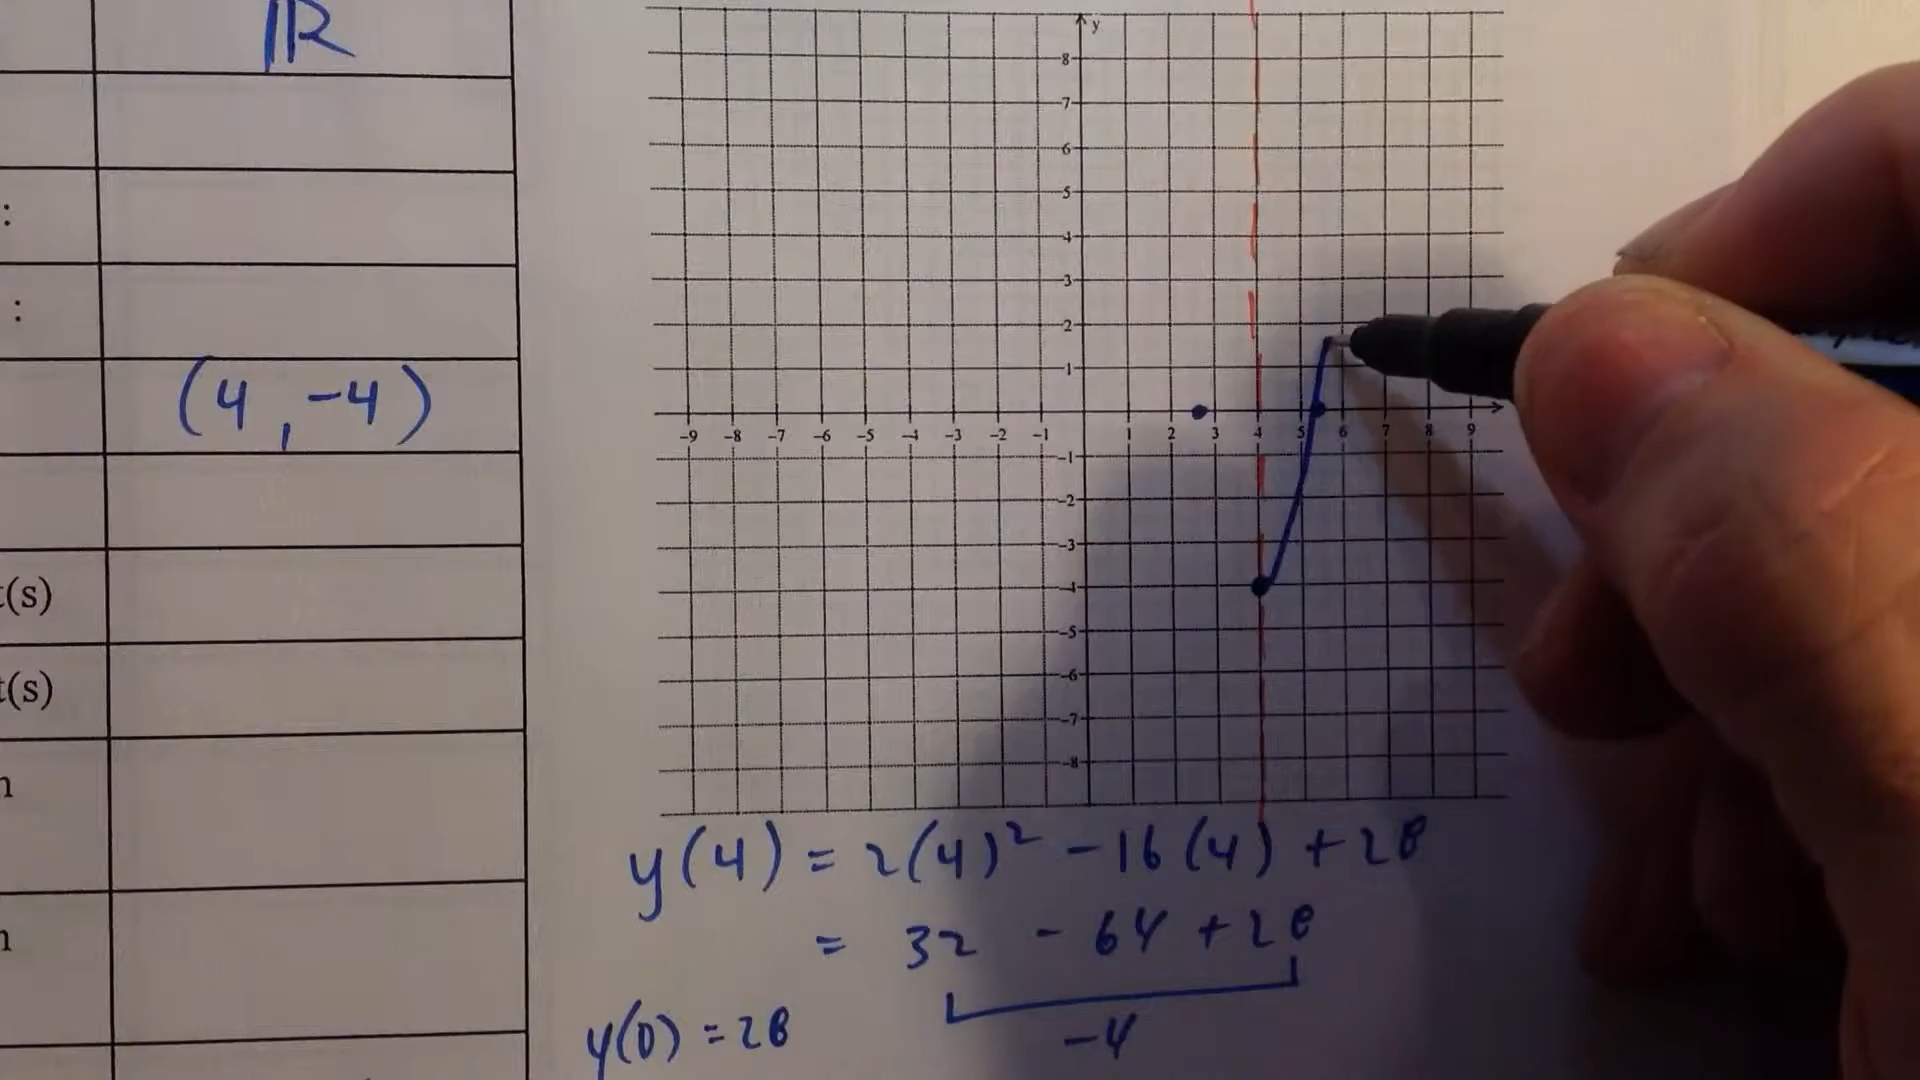 ℝ
:
:
(4, -4)
t(s)
t(s)
n
n
y
8
7
6
5
4
3
2
1
-9 -8 -7 -6 -5 -4 -3 -2 -1 1 2 3 4 5 6 7 8 9
-1
-2
-3
-4
-5
-6
-7
-8
y(4) = 2(4)² - 16(4) + 28
= 32 - 64 + 28
-4
y(0) = 28